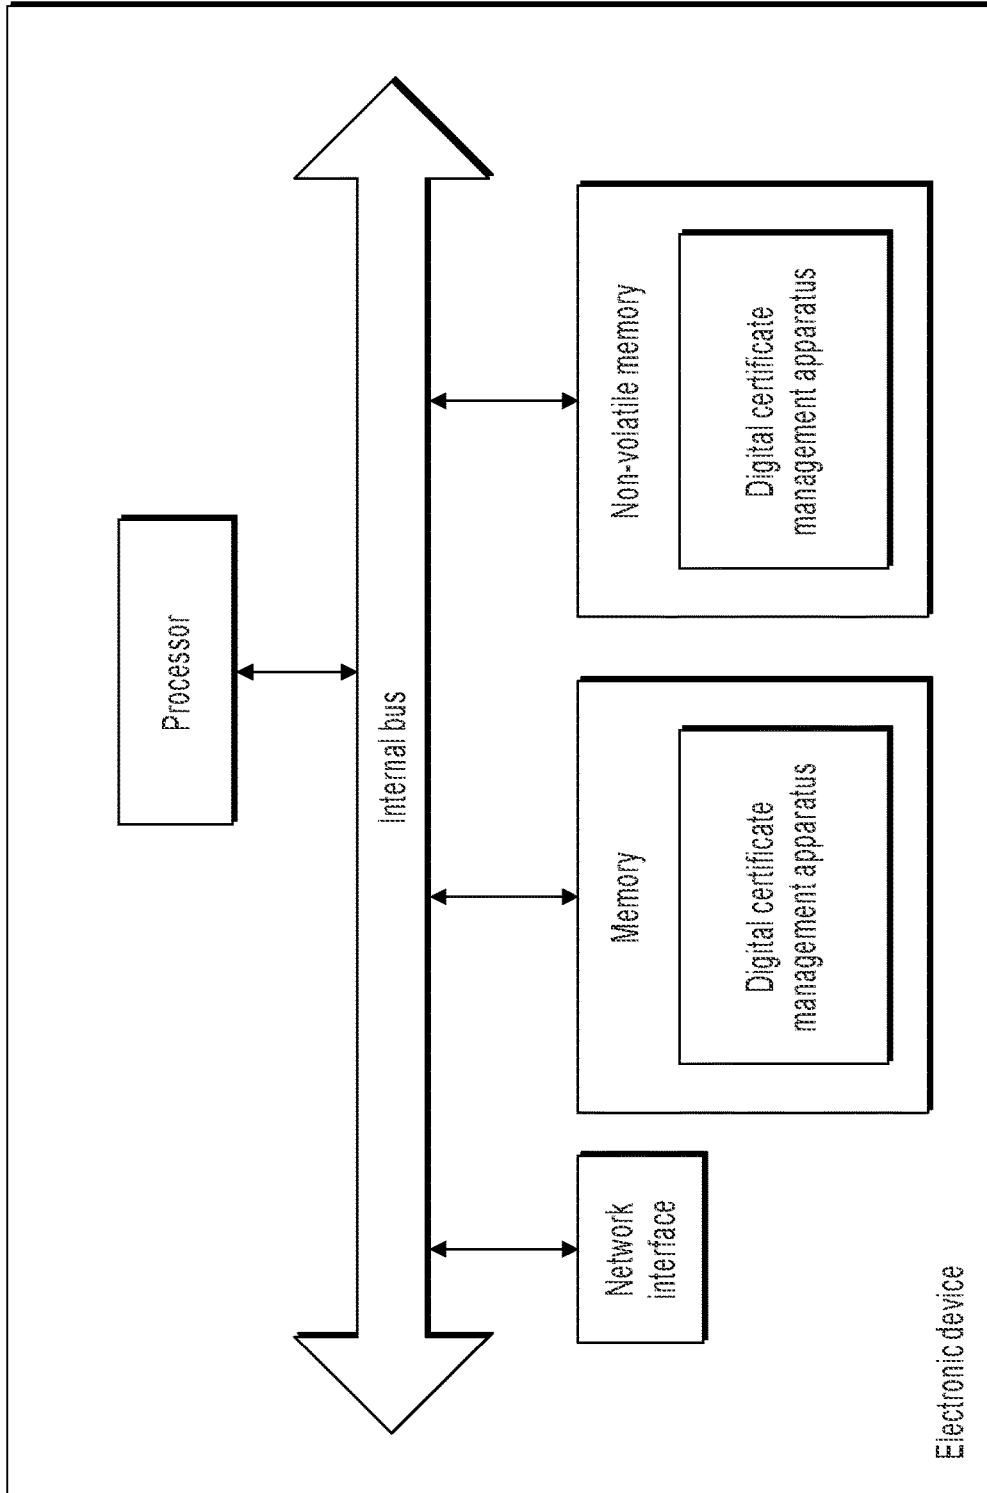 Processor
Internal bus
Network
interface
Memory
Digital certificate
management apparatus
Non-volatile memory
Digital certificate
management apparatus
Electronic device